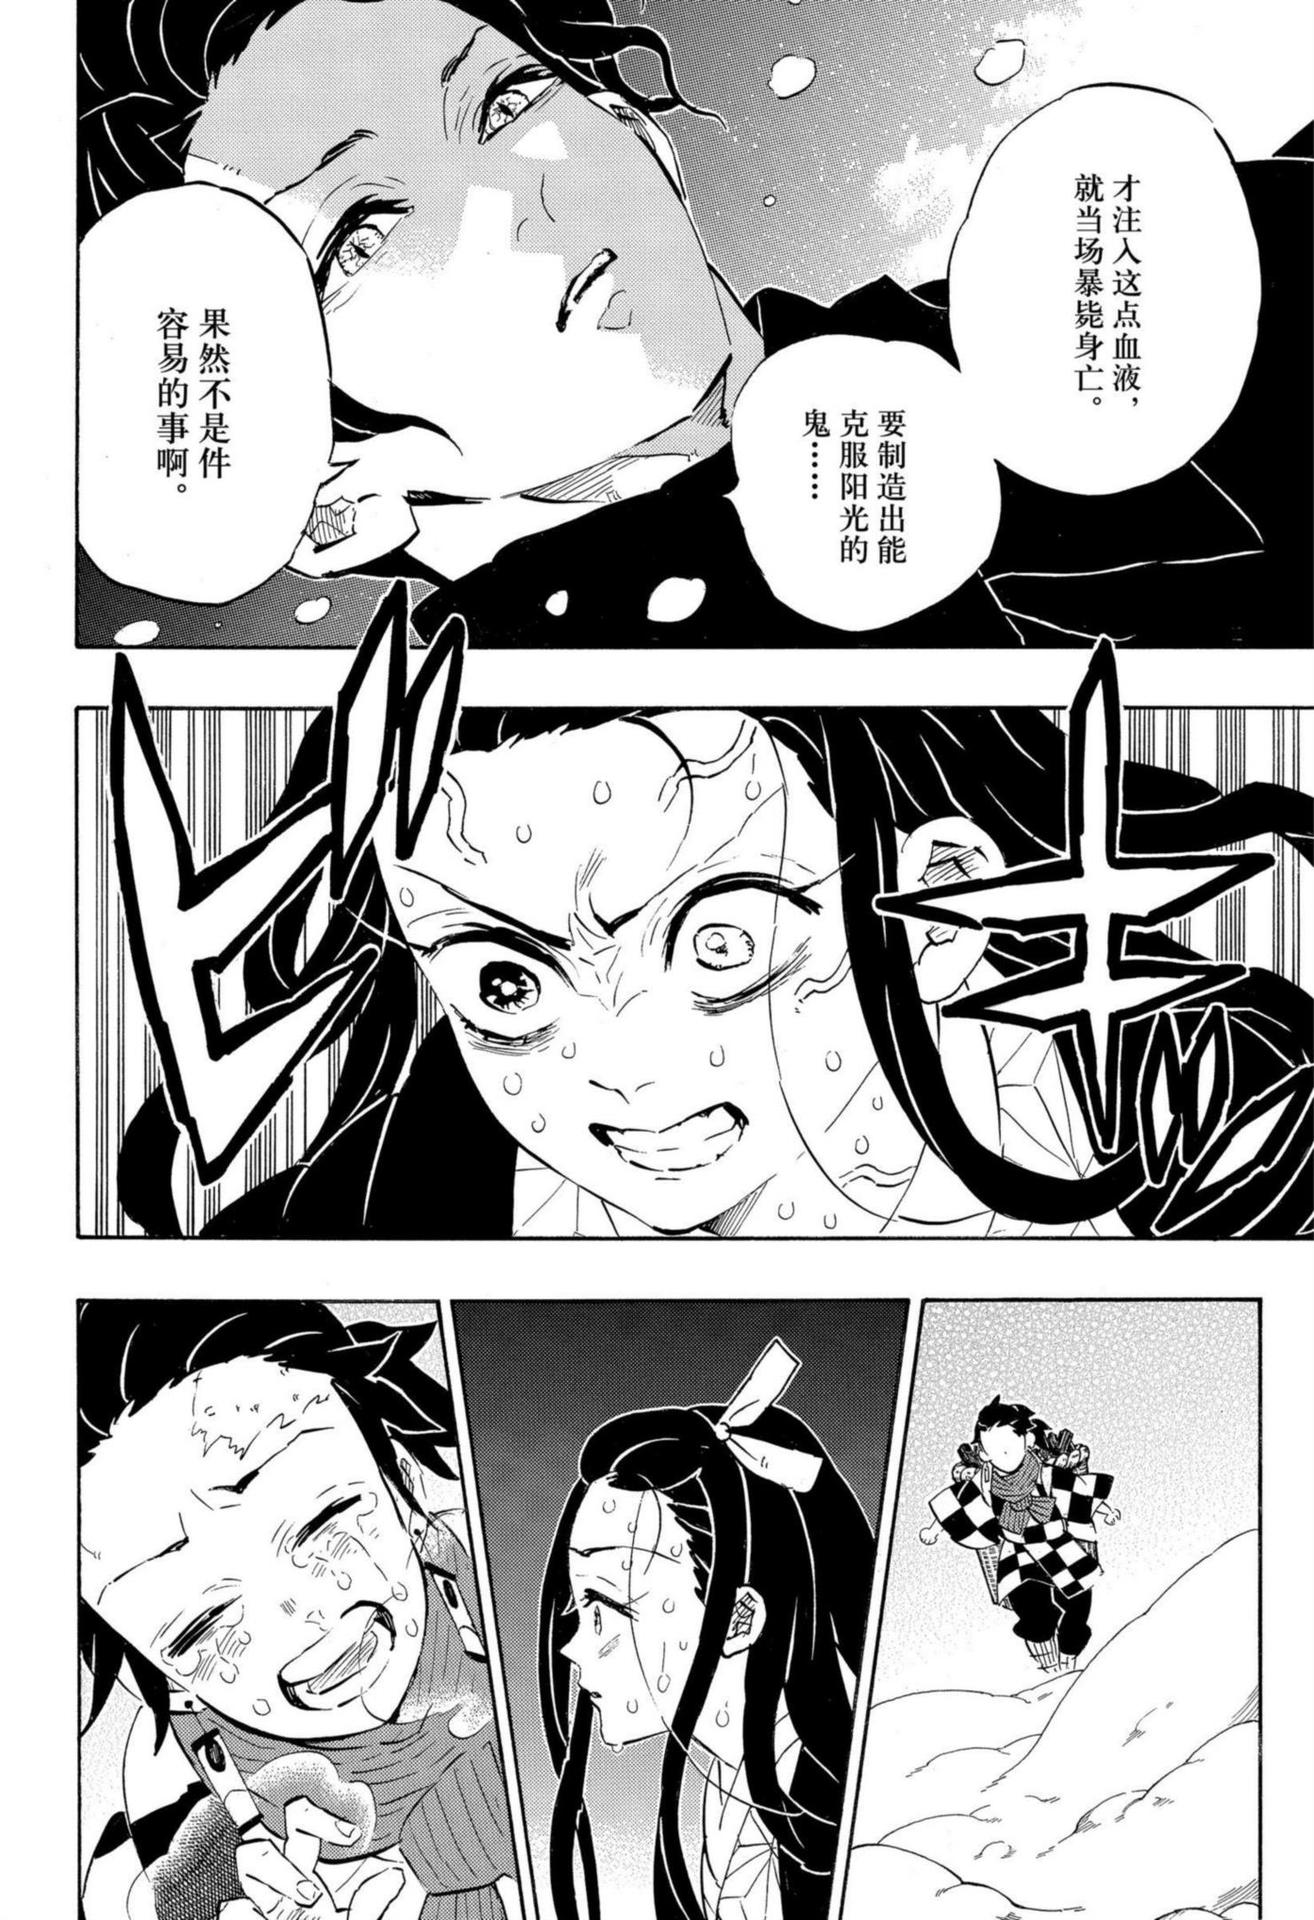 才注入这点血液，
就当场暴毙身亡。
要制造出能
克服阳光的
鬼……
果然不是件
容易的事啊。